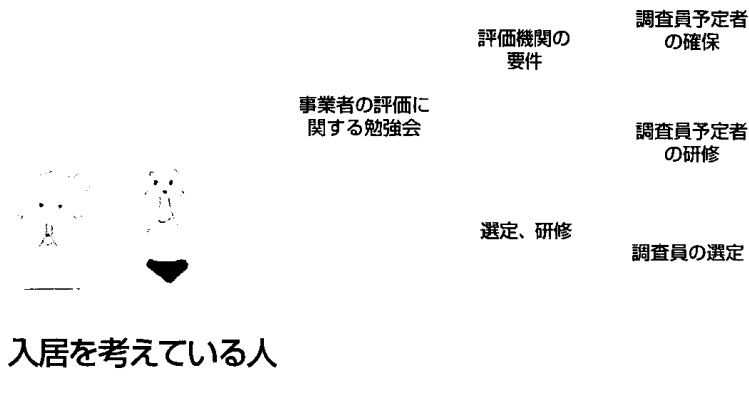 調査員予定者
の確保
評価機関の
要件
事業者の評価に
関する勉強会
調査員予定者
の研修
選定、研修
調査員の選定
入居を考えている人